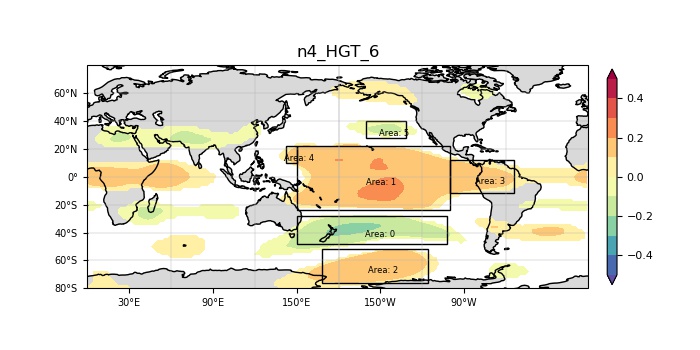 n4_HGT_6
60°N
40°N
20°N
0°
20°S
40°S
60°S
80°S
30°E
90°E
150°E
150°W
90°W
Area: 5
Area: 4
Area: 1
Area: 3
Area: 0
Area: 2
0.4
0.2
0.0
−0.2
−0.4